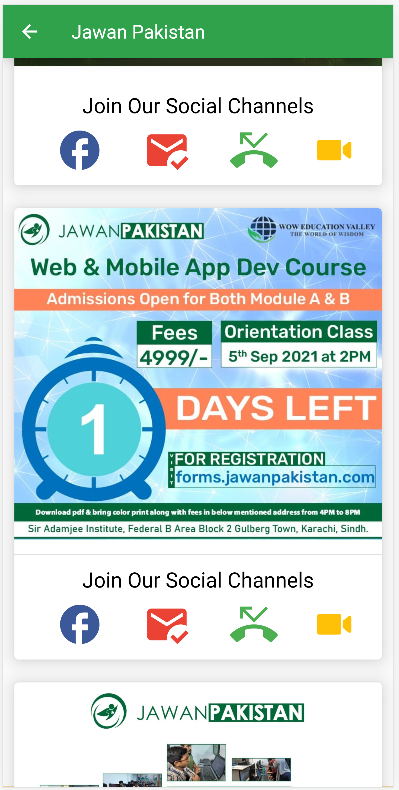 Jawan Pakistan
Join Our Social Channels
JAWANPAKISTAN
WOW EDUCATION VALLEY
THE WORLD OF WISDOM
Web & Mobile App Dev Course
Admissions Open for Both Module A & B
Fees
4999/-
Orientation Class
5th Sep 2021 at 2PM
1
DAYS LEFT
VISIT
FOR REGISTRATION
forms.jawanpakistan.com
Download pdf & bring color print along with fees in below mentioned address from 4PM to 8PM
Sir Adamjee Institute, Federal B Area Block 2 Gulberg Town, Karachi, Sindh.
Join Our Social Channels
JAWANPAKISTAN